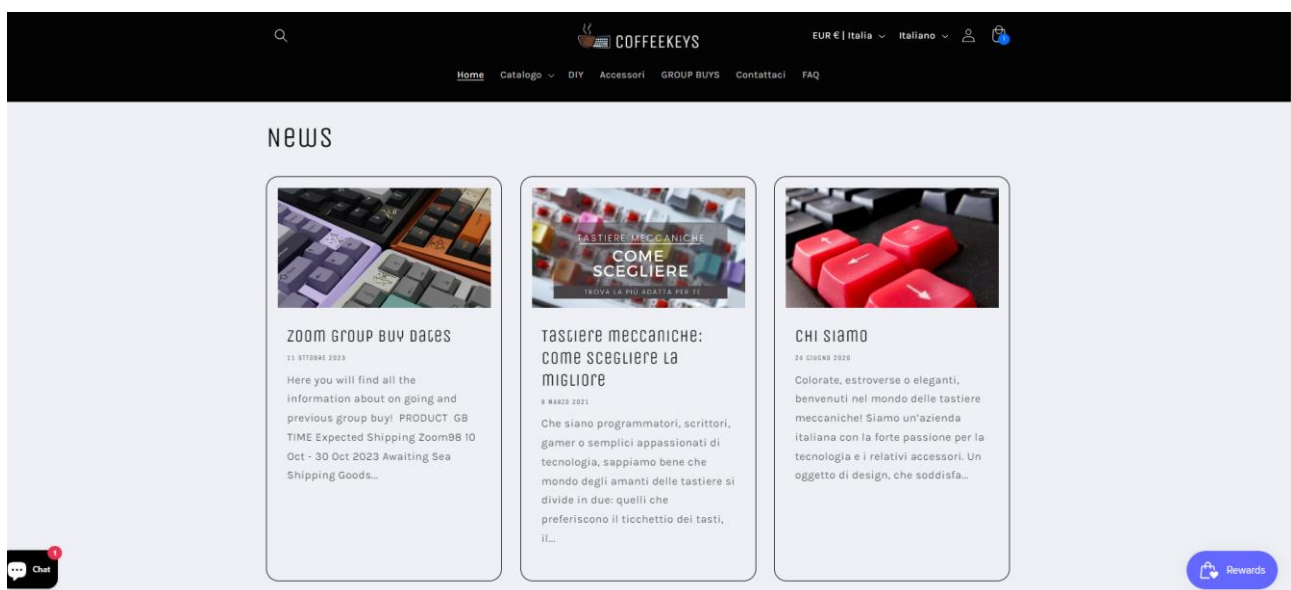 COFFEEKEYS
EUR € | Italia
Italiano
1
Home
Catalogo
DIY
Accessori
GROUP BUYS
Contattaci
FAQ
News
Zoom Group Buy Dates
11 OTTOBRE 2023
Here you will find all the
information about on going and
previous group buy! PRODUCT GB
TIME Expected Shipping Zoom98 10
Oct - 30 Oct 2023 Awaiting Sea
Shipping Goods...
TASTIERE MECCANICHE
COME
SCEGLIERE
TROVA LA PIÙ ADATTA PER TE
Tastiere meccaniche:
come scegliere la
migliore
8 MARZO 2021
Che siano programmatori, scrittori,
gamer o semplici appassionati di
tecnologia, sappiamo bene che
mondo degli amanti delle tastiere si
divide in due: quelli che
preferiscono il ticchettio dei tasti,
il...
Chi siamo
24 GIUGNO 2020
Colorate, estroverse o eleganti,
benvenuti nel mondo delle tastiere
meccaniche! Siamo un'azienda
italiana con la forte passione per la
tecnologia e i relativi accessori. Un
oggetto di design, che soddisfa...
1
Chat
Rewards